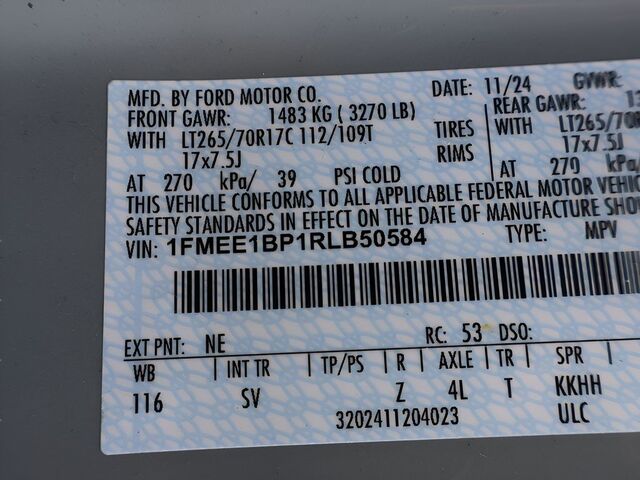 MFD. BY FORD MOTOR CO. DATE: 11/24 GVWR:
FRONT GAWR: 1483 KG ( 3270 LB) REAR GAWR:
WITH LT265/70R17C 112/109T TIRES WITH LT265/70
17x7.5J RIMS 17x7.5J
AT 270 kPa/ 39 PSI COLD AT 270 kPa/
THIS VEHICLE CONFORMS TO ALL APPLICABLE FEDERAL MOTOR VEHIC
SAFETY STANDARDS IN EFFECT ON THE DATE OF MANUFACTURE SHO
VIN: 1FMEE1BP1RLB50584 TYPE: MPV
EXT PNT: NE RC: 53 DSO:
WB INT TR TP/PS R AXLE TR SPR
116 SV Z 4L T KKHH
3202411204023 ULC